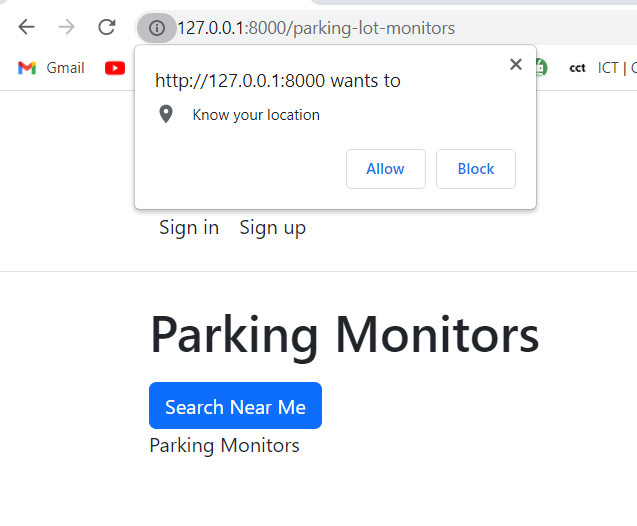 127.0.0.1:8000/parking-lot-monitors
Gmail
cct ICT | C
http://127.0.0.1:8000 wants to
Know your location
Allow Block
Sign in Sign up
Parking Monitors
Search Near Me
Parking Monitors